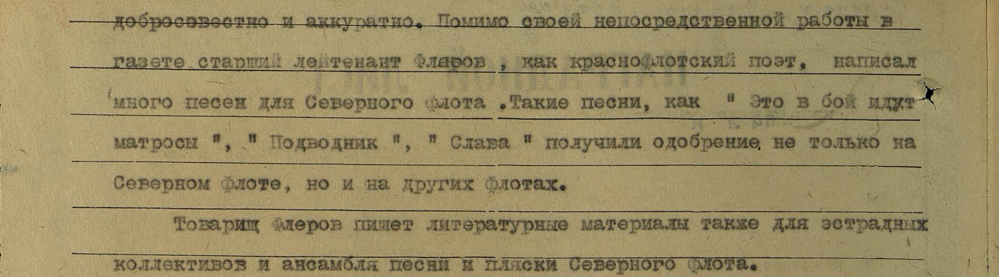 добросовестно и аккуратно. Помимо своей непосредственной работы в
газете старший лейтенант Флеров , как краснофлотский поэт, написал
много песен для Северного флота .Такие песни, как " Это в бой идут
матросы ", " Подводник ", " Слава " получили одобрение не только на
Северном флоте, но и на других флотах.
Товарищ Флеров пишет литературные материалы также для эстрадных
коллективов и ансамбля песни и пляски Северного флота.